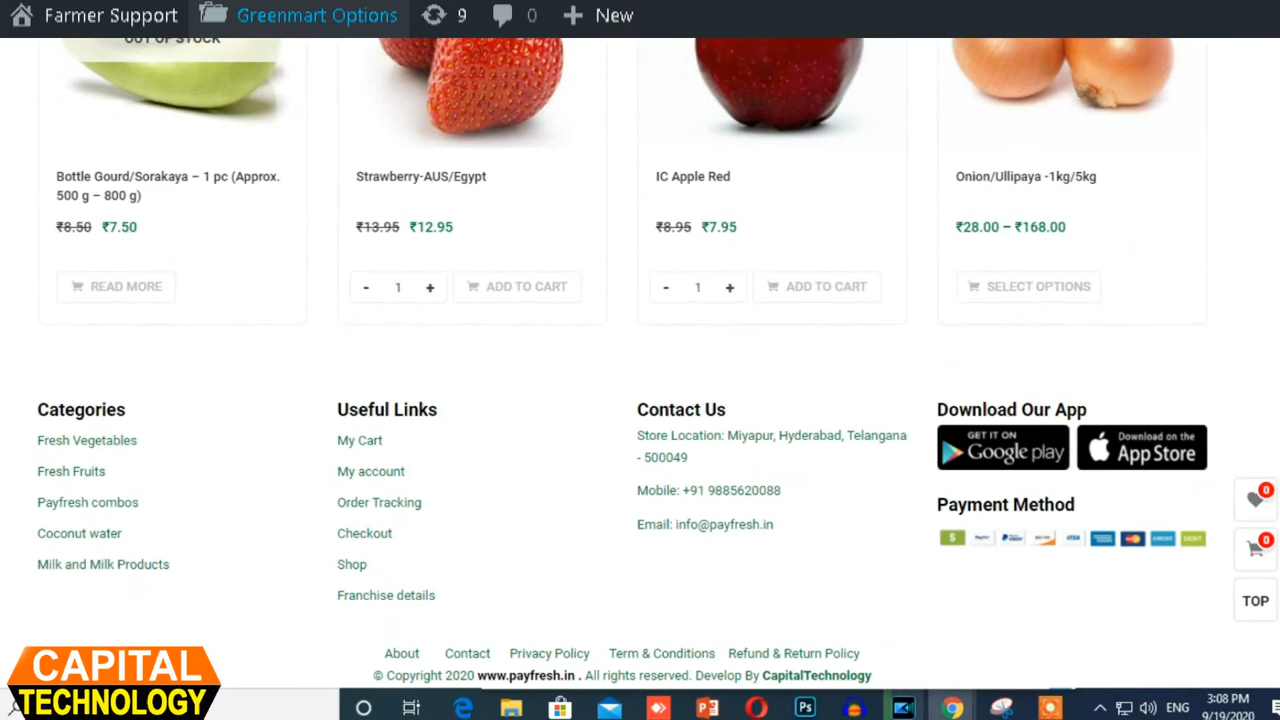 Farmer Support Greenmart Options 9 0 New
OUT OF STOCK
Bottle Gourd/Sorakaya – 1 pc (Approx.
500 g – 800 g)
₹8.50 ₹7.50
READ MORE
Strawberry-AUS/Egypt
₹13.95 ₹12.95
- 1 + ADD TO CART
IC Apple Red
₹8.95 ₹7.95
- 1 + ADD TO CART
Onion/Ullipaya -1kg/5kg
₹28.00 – ₹168.00
SELECT OPTIONS
Categories
Fresh Vegetables
Fresh Fruits
Payfresh combos
Coconut water
Milk and Milk Products
Useful Links
My Cart
My account
Order Tracking
Checkout
Shop
Franchise details
Contact Us
Store Location: Miyapur, Hyderabad, Telangana
- 500049
Mobile: +91 9885620088
Email: info@payfresh.in
Download Our App
GET IT ON
Google play
Download on the
App Store
Payment Method
$ PayPal VISA CREDIT DEBIT
0
0
TOP
About Contact Privacy Policy Term & Conditions Refund & Return Policy
© Copyright 2020 www.payfresh.in . All rights reserved. Develop By CapitalTechnology
CAPITAL
TECHNOLOGY
Ps
ENG
3:08 PM
9/19/2020